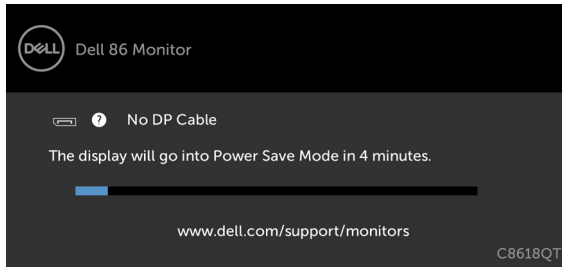 DELL
Dell 86 Monitor
? No DP Cable
The display will go into Power Save Mode in 4 minutes.
www.dell.com/support/monitors
C8618QT